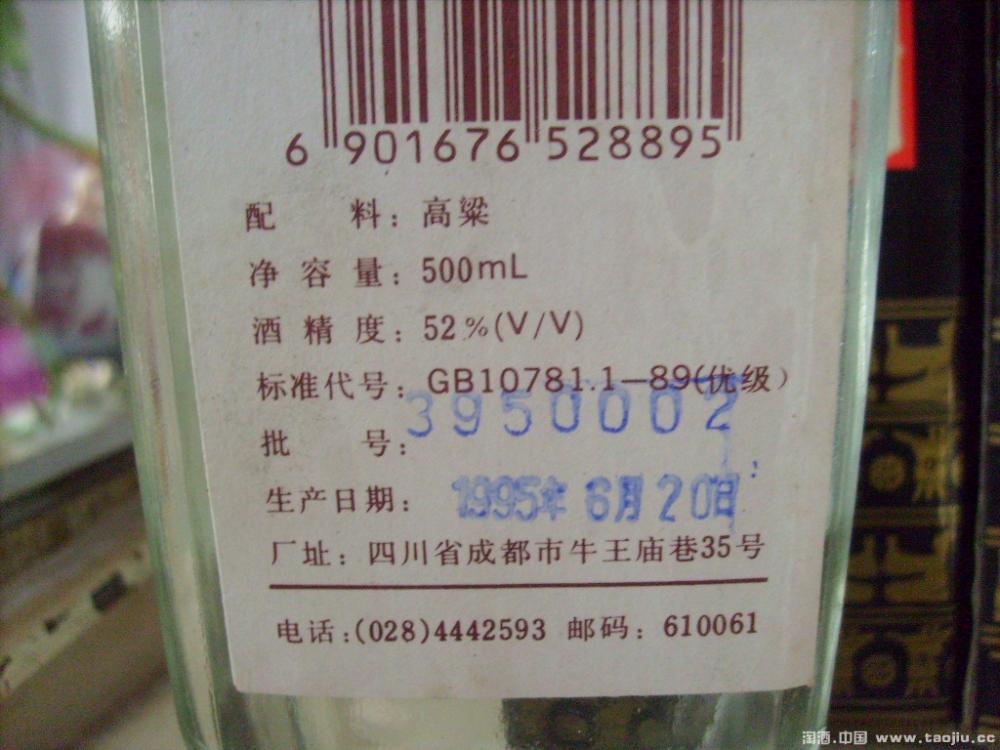 6 901676 528895
配 料：高粱
净 容 量：500mL
酒 精 度：52%(V/V)
标准代号：GB10781.1—89(优级)
批 号：3950002
生产日期：1995年6月20日
厂址：四川省成都市牛王庙巷35号
电话:(028)4442593 邮码：610061
淘酒.中国 www.taojiu.cc